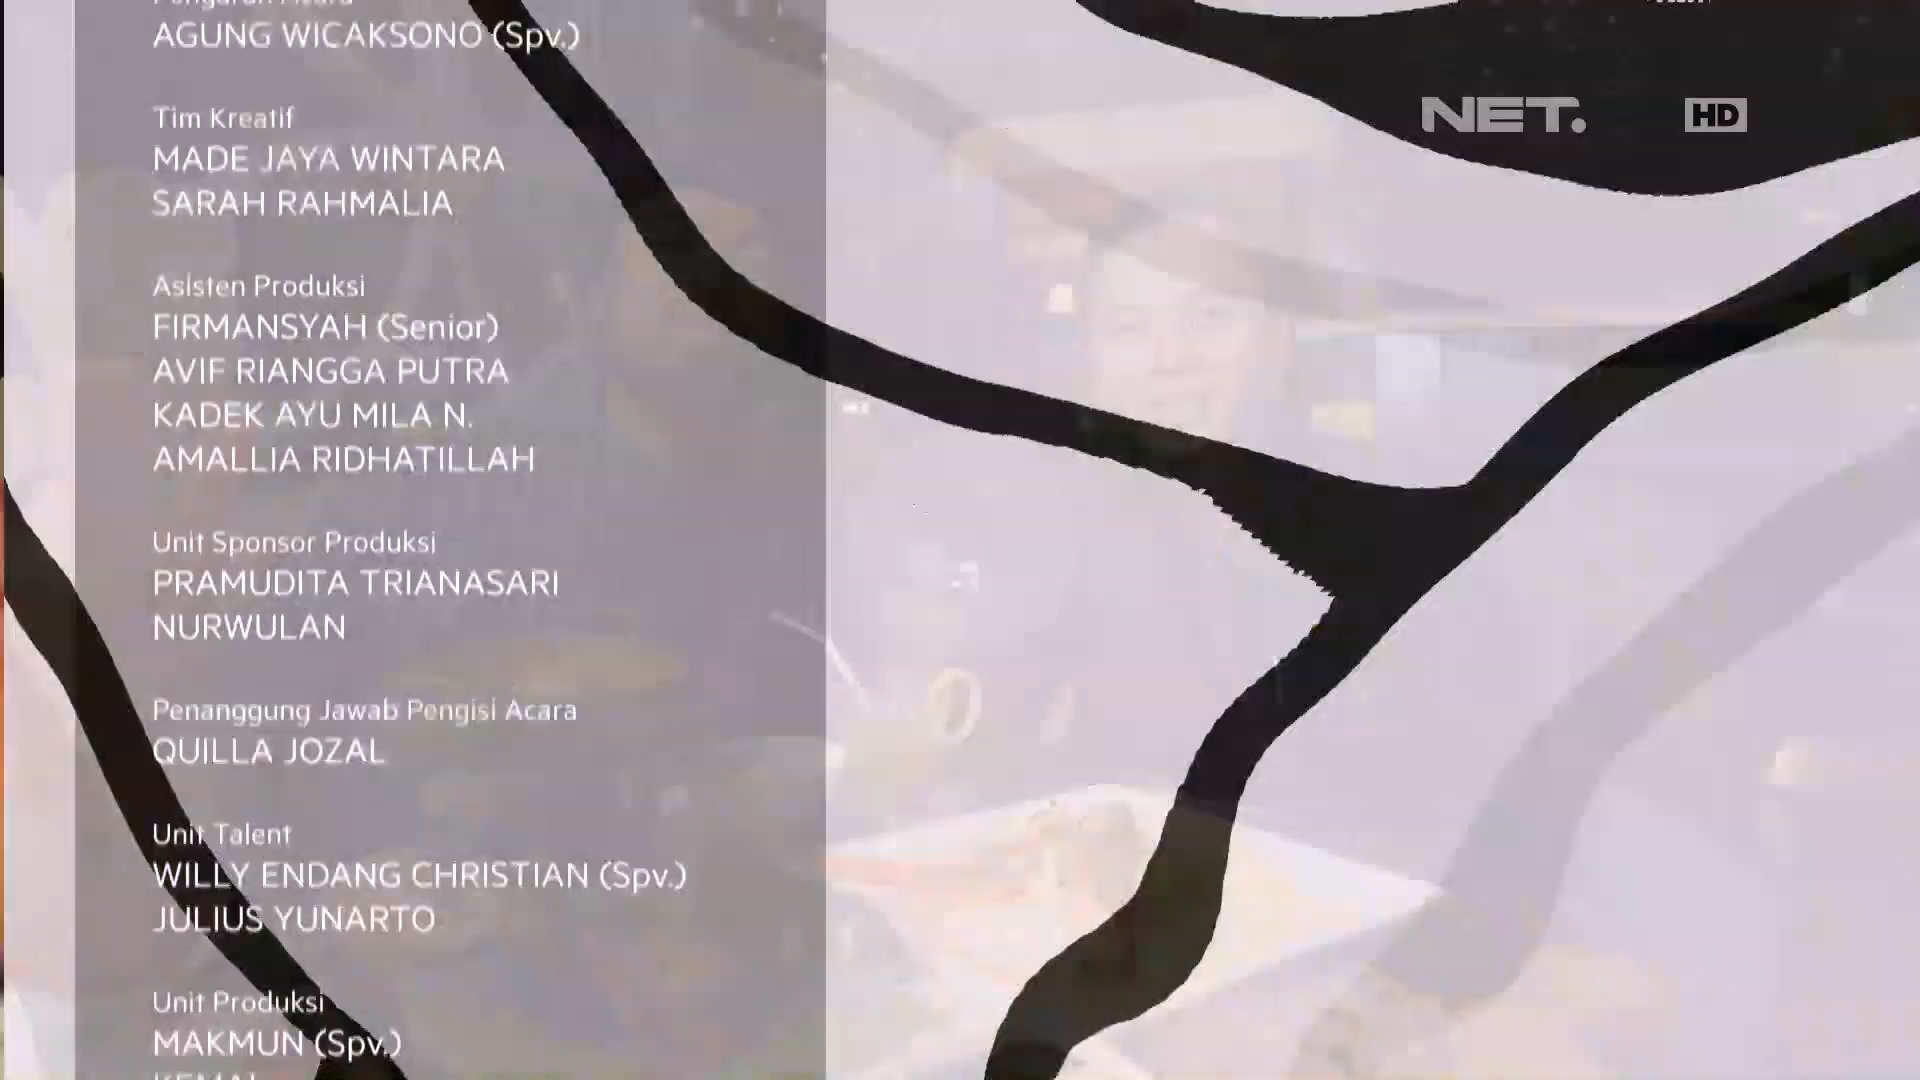 Pengarah Acara
AGUNG WICAKSONO (Spv.)
Tim Kreatif
MADE JAYA WINTARA
SARAH RAHMALIA
Asisten Produksi
FIRMANSYAH (Senior)
AVIF RIANGGA PUTRA
KADEK AYU MILA N.
AMALLIA RIDHATILLAH
Unit Sponsor Produksi
PRAMUDITA TRIANASARI
NURWULAN
Penanggung Jawab Pengisi Acara
QUILLA JOZAL
Unit Talent
WILLY ENDANG CHRISTIAN (Spv.)
JULIUS YUNARTO
Unit Produksi
MAKMUN (Spv.)
NET.
HD